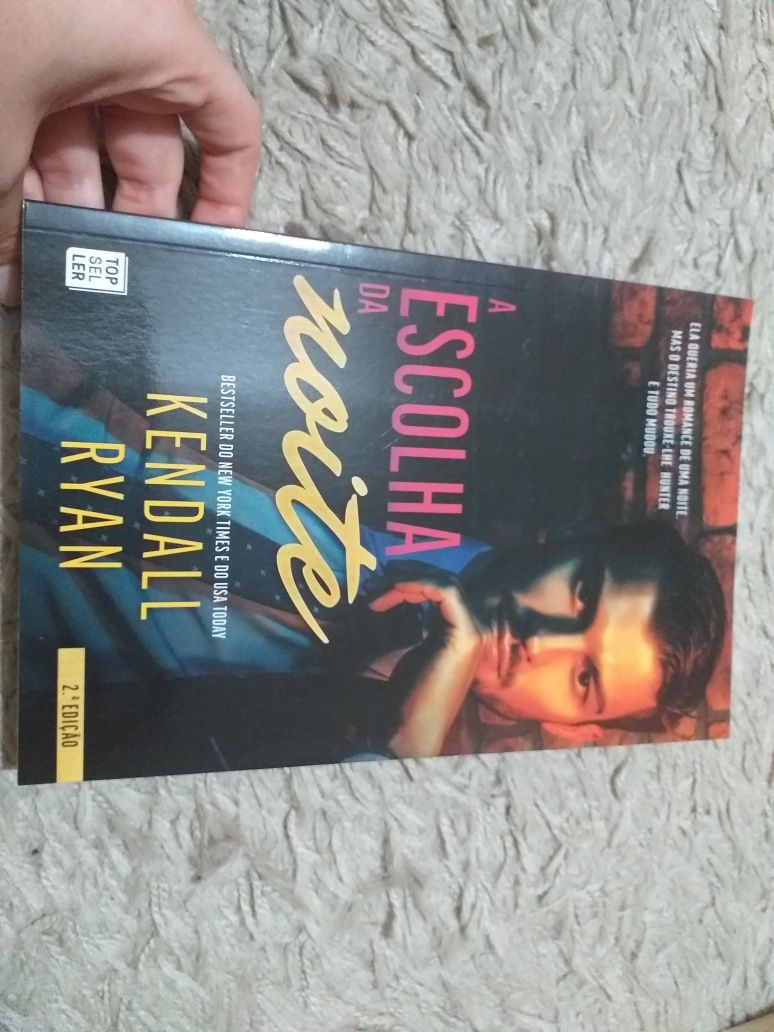 ELA QUERIA UM ROMANCE DE UMA NOITE.
MAS O DESTINO TROUXE-LHE HUNTER
E TUDO MUDOU.
A
ESCOLHA
DA
noite
BESTSELLER DO NEW YORK TIMES E DO USA TODAY
KENDALL
RYAN
TOP
SEL
LER
2.ª EDIÇÃO